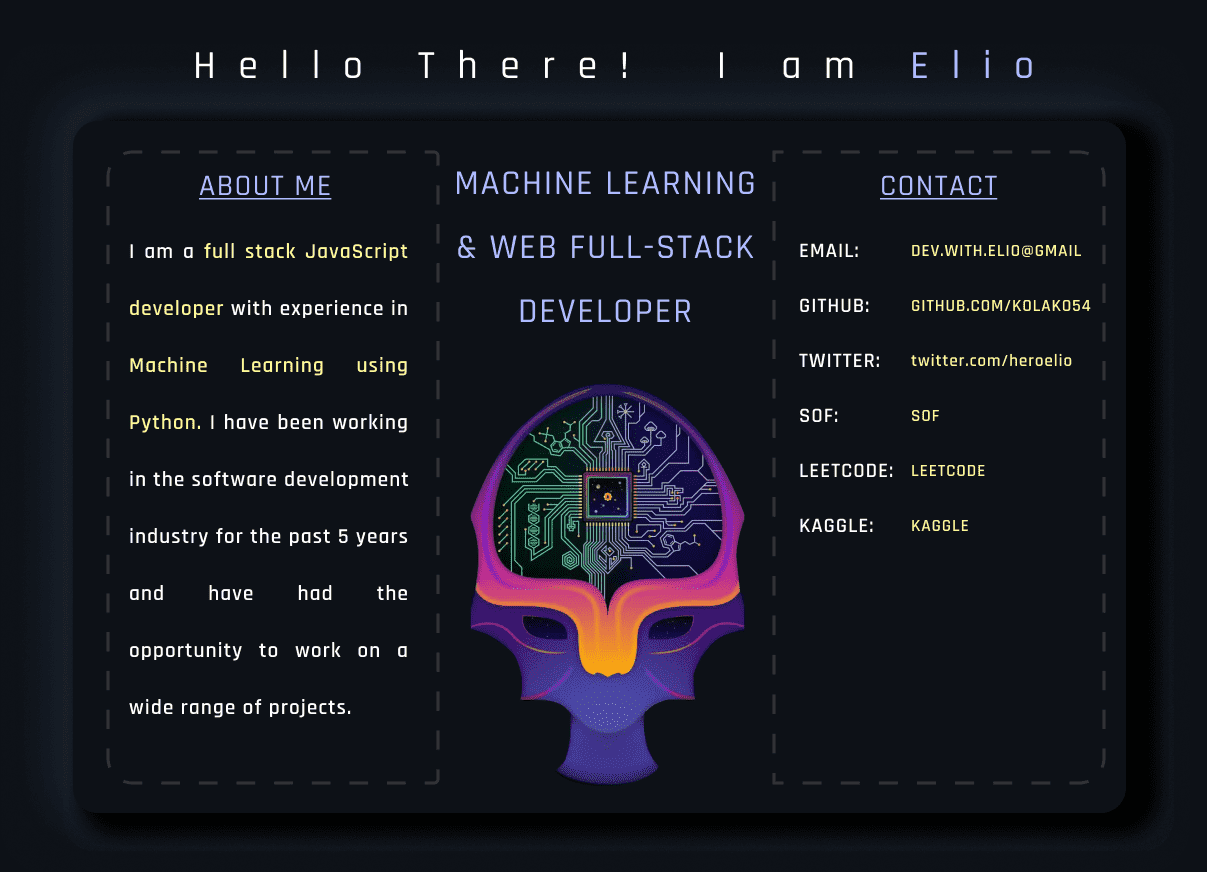 Hello There! I am Elio
ABOUT ME
I am a full stack JavaScript
developer with experience in
Machine Learning using
Python. I have been working
in the software development
industry for the past 5 years
and have had the
opportunity to work on a
wide range of projects.
MACHINE LEARNING
& WEB FULL-STACK
DEVELOPER
CONTACT
EMAIL: DEV.WITH.ELIO@GMAIL
GITHUB: GITHUB.COM/KOLAKO54
TWITTER: twitter.com/heroelio
SOF: SOF
LEETCODE: LEETCODE
KAGGLE: KAGGLE